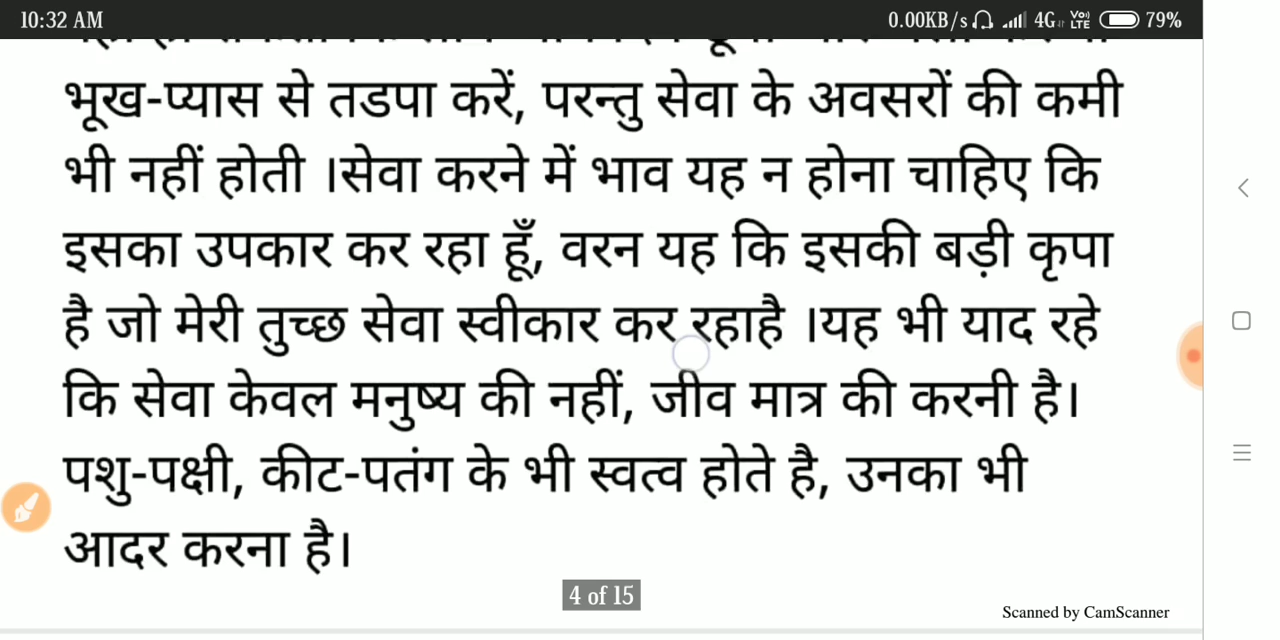 10:32 AM 0.00KB/s 4G Vo) LTE 79%
भूख-प्यास से तडपा करें, परन्तु सेवा के अवसरों की कमी
भी नहीं होती ।सेवा करने में भाव यह न होना चाहिए कि
इसका उपकार कर रहा हूँ, वरन यह कि इसकी बड़ी कृपा
है जो मेरी तुच्छ सेवा स्वीकार कर रहाहै ।यह भी याद रहे
कि सेवा केवल मनुष्य की नहीं, जीव मात्र की करनी है।
पशु-पक्षी, कीट-पतंग के भी स्वत्व होते है, उनका भी
आदर करना है।
4 of 15
Scanned by CamScanner